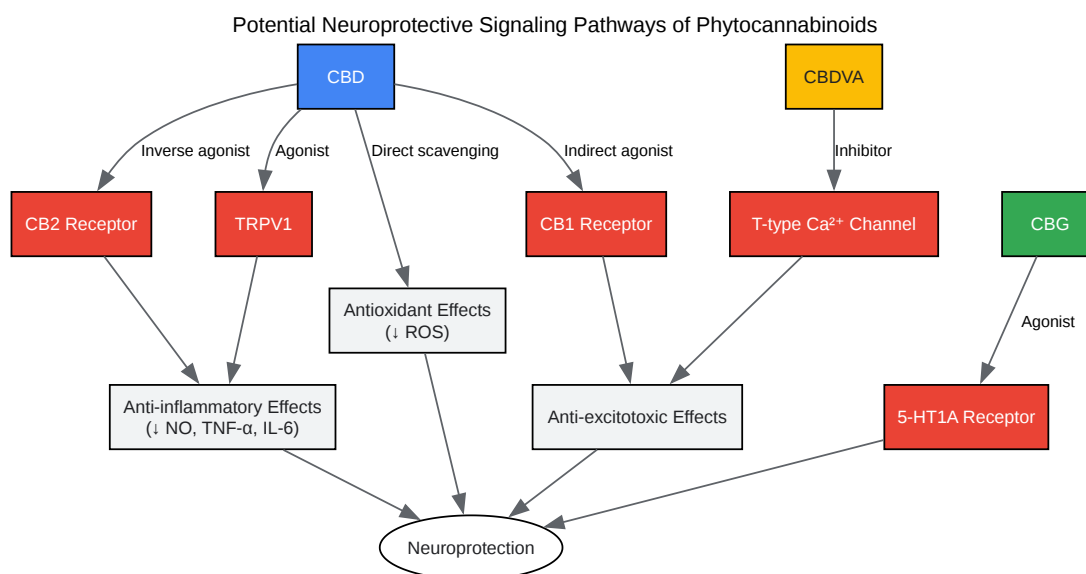 Potential Neuroprotective Signaling Pathways of Phytocannabinoids
CBD
CBDVA
Inverse agonist
Agonist
Direct scavenging
Indirect agonist
Inhibitor
CB2 Receptor
TRPV1
CB1 Receptor
T-type Ca²⁺ Channel
CBG
Antioxidant Effects
(↓ ROS)
Agonist
Anti-inflammatory Effects
(↓ NO, TNF-α, IL-6)
Anti-excitotoxic Effects
5-HT1A Receptor
Neuroprotection